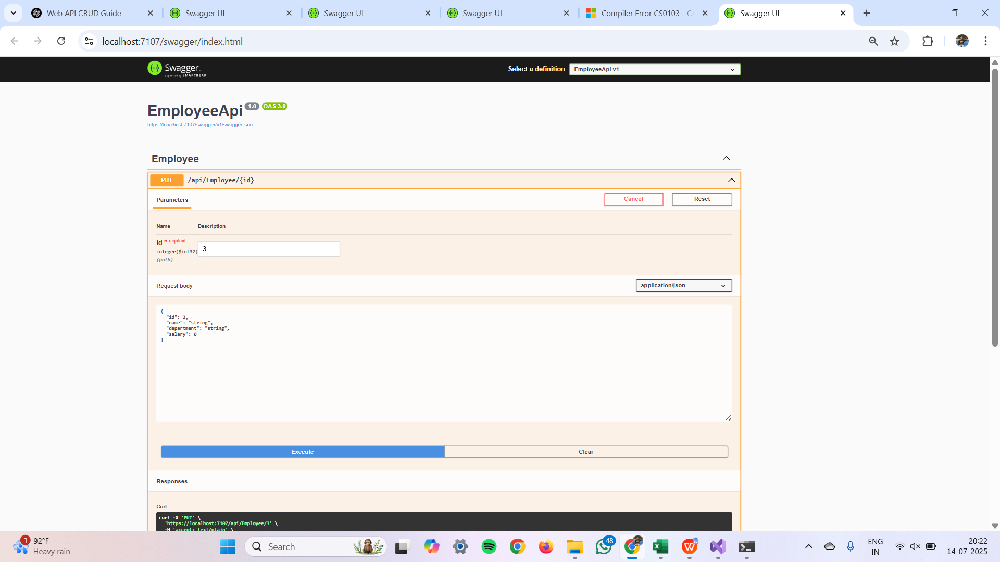 Web API CRUD Guide
Swagger UI
Swagger UI
Swagger UI
Compiler Error CS0103 - C
Swagger UI
localhost:7107/swagger/index.html
Swagger
Supported by SMARTBEAR
Select a definition
EmployeeApi v1
EmployeeApi 1.0 OAS 3.0
https://localhost:7107/swagger/v1/swagger.json
Employee
PUT /api/Employee/{id}
Parameters
Cancel
Reset
Name Description
id * required
integer($int32)
(path)
3
Request body
application/json
{
"id": 3,
"name": "string",
"department": "string",
"salary": 0
}
Execute
Clear
Responses
Curl
curl -X 'PUT' \
'https://localhost:7107/api/Employee/3' \
-H 'accept: text/plain' \
1
92°F
Heavy rain
Search
48
ENG
IN
20:22
14-07-2025